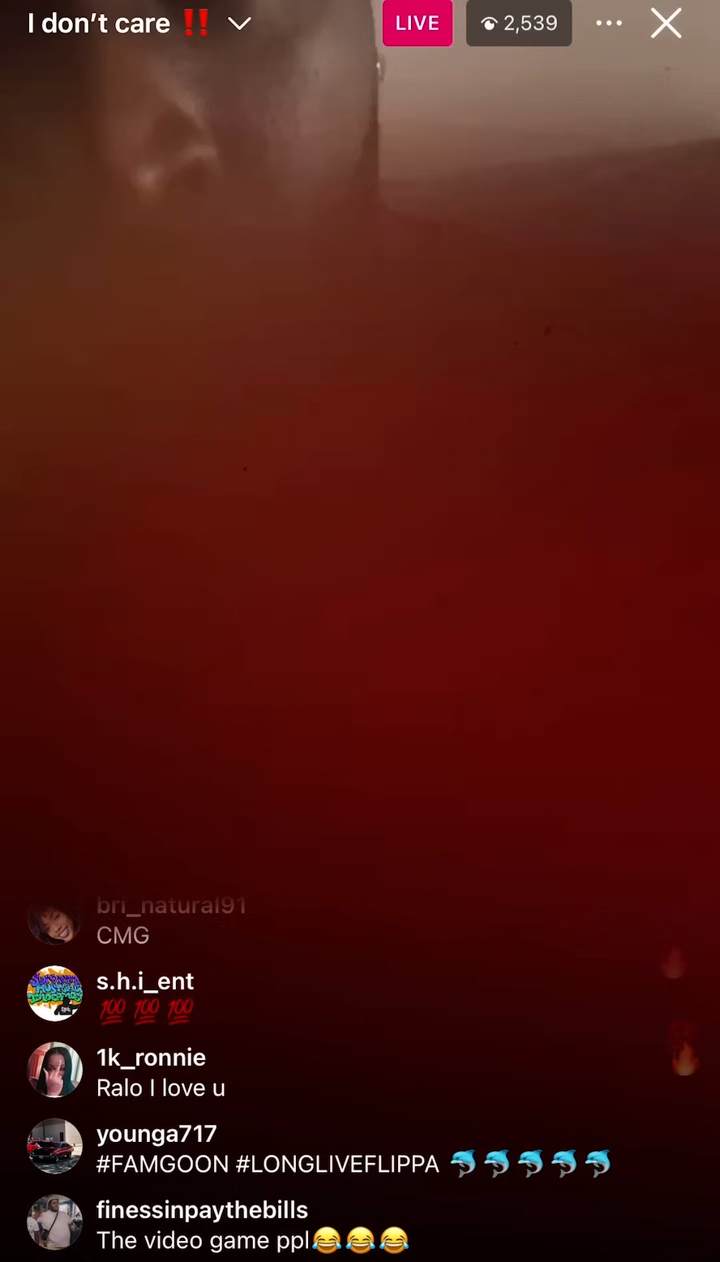 I don't care ‼️
LIVE
2,539
bri_natural91
CMG
s.h.i_ent
💯 💯 💯
1k_ronnie
Ralo I love u
younga717
#FAMGOON #LONGLIVEFLIPPA 🐬🐬🐬🐬🐬
finessinpaythebills
The video game ppl😂😂😂